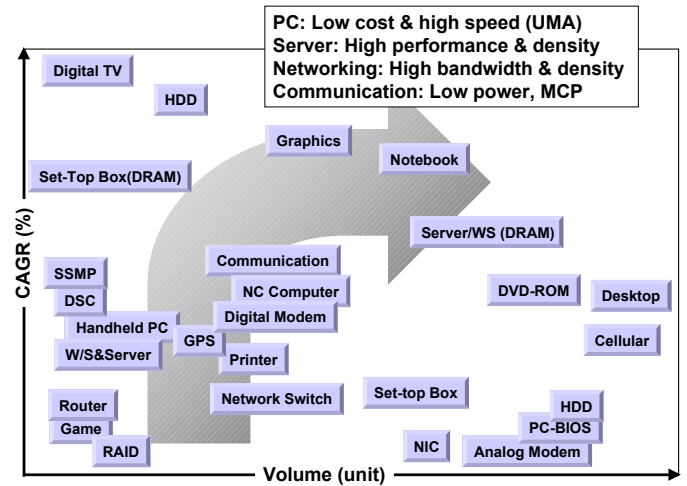 PC: Low cost & high speed (UMA)
Server: High performance & density
Networking: High bandwidth & density
Communication: Low power, MCP
Digital TV
HDD
Graphics
Notebook
Set-Top Box(DRAM)
Server/WS (DRAM)
CAGR (%)
Communication
SSMP
NC Computer
DVD-ROM
Desktop
DSC
Digital Modem
Handheld PC
GPS
Cellular
W/S&Server
Printer
Network Switch
Set-top Box
Router
HDD
Game
PC-BIOS
RAID
NIC
Analog Modem
Volume (unit)